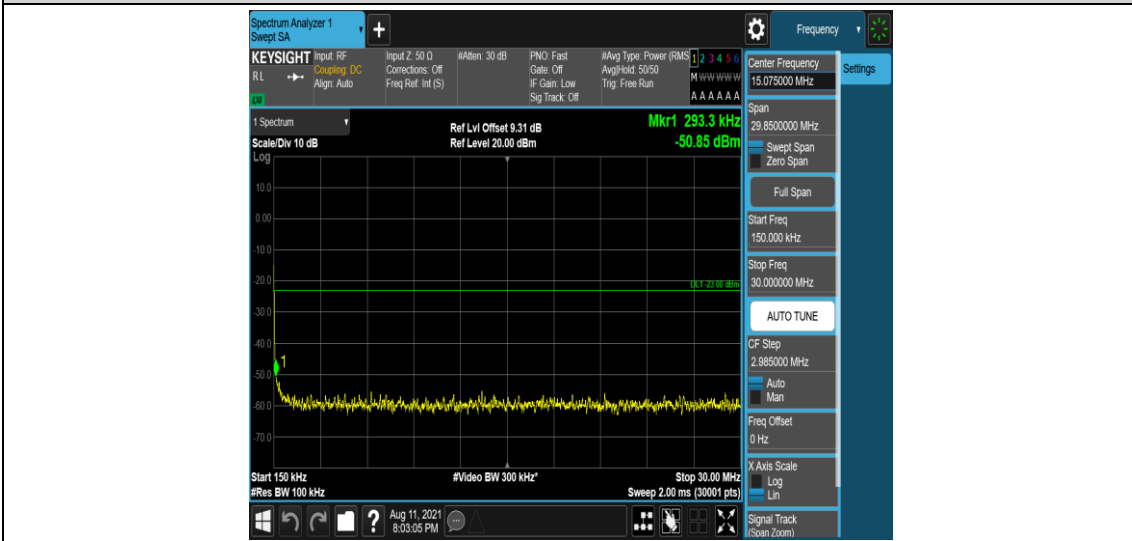 Spectrum Analyzer 1
Swept SA
+
Frequency
KEYSIGHT
RL
LXI
Input: RF
Coupling: DC
Align: Auto
Input Z: 50 Ω
Corrections: Off
Freq Ref: Int (S)
#Atten: 30 dB
PNO: Fast
Gate: Off
IF Gain: Low
Sig Track: Off
#Avg Type: Power (RMS
Avg|Hold: 50/50
Trig: Free Run
1 2 3 4 5 6
M W W W W W
A A A A A A
1 Spectrum
Scale/Div 10 dB
Ref Lvl Offset 9.31 dB
Ref Level 20.00 dBm
Mkr1 293.3 kHz
-50.85 dBm
Log
10.0
0.00
-10.0
-20.0
DL1 -23.00 dBm
-30.0
-40.0
1
-50.0
-60.0
-70.0
Start 150 kHz
#Video BW 300 kHz*
Stop 30.00 MHz
#Res BW 100 kHz
Sweep 2.00 ms (30001 pts)
Center Frequency
15.075000 MHz
Settings
Span
29.8500000 MHz
Swept Span
Zero Span
Full Span
Start Freq
150.000 kHz
Stop Freq
30.000000 MHz
AUTO TUNE
CF Step
2.985000 MHz
Auto
Man
Freq Offset
0 Hz
X Axis Scale
Log
Lin
Signal Track
(Span Zoom)
?
Aug 11, 2021
8:03:05 PM